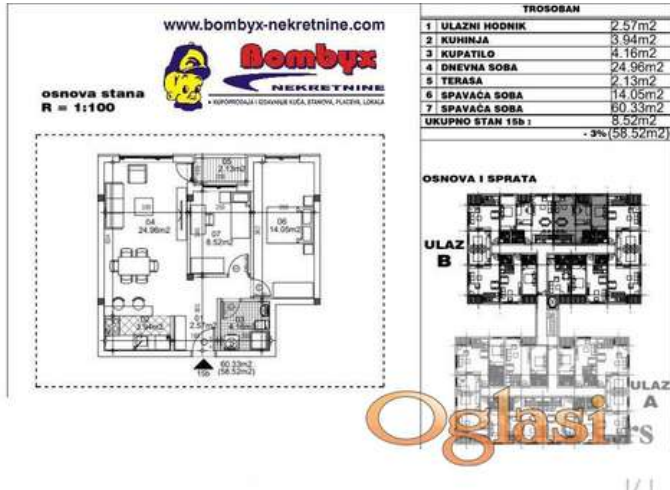 www.bombyx-nekretnine.com
Bombyx
NEKRETNINE
• KUPOPRODAJA I IZDAVANJE KUĆA, STANOVA, PLACEVA, LOKALA
osnova stana
R = 1:100
05
2.13m2
04
24.96m2
07
8.52m2
06
14.05m2
02
3.94m2
2.57m2
03
4.16m2
15b
60.33m2
(58.52m2)
TROSOBAN
1 ULAZNI HODNIK 2.57m2
2 KUHINJA 3.94m2
3 KUPATILO 4.16m2
4 DNEVNA SOBA 24.96m2
5 TERASA 2.13m2
6 SPAVAĆA SOBA 14.05m2
7 SPAVAĆA SOBA 60.33m2
UKUPNO STAN 15b : 8.52m2
- 3% (58.52m2)
OSNOVA I SPRATA
ULAZ
B
ULAZ
A
Oglasi.rs